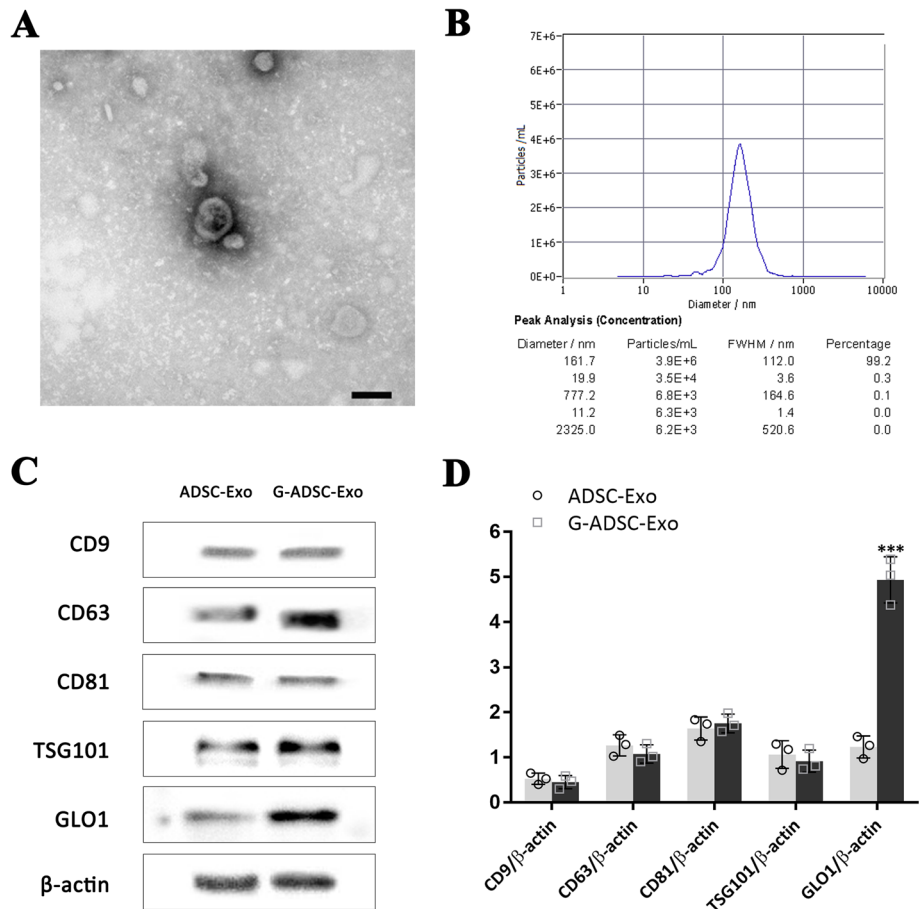 A
B
7E+6
6E+6
5E+6
4E+6
3E+6
2E+6
1E+6
0E+0
Particles / mL
1 10 100 1000 10000
Diameter / nm
Peak Analysis (Concentration)
Diameter / nm Particles/mL FWHM / nm Percentage
161.7 3.9E+6 112.0 99.2
19.9 3.5E+4 3.6 0.3
777.2 6.8E+3 164.6 0.1
11.2 6.3E+3 1.4 0.0
2325.0 6.2E+3 520.6 0.0
C
ADSC-Exo G-ADSC-Exo
CD9
CD63
CD81
TSG101
GLO1
β-actin
D
ADSC-Exo
G-ADSC-Exo
6
5
4
3
2
1
0
***
CD9/β-actin
CD63/β-actin
CD81/β-actin
TSG101/β-actin
GLO1/β-actin